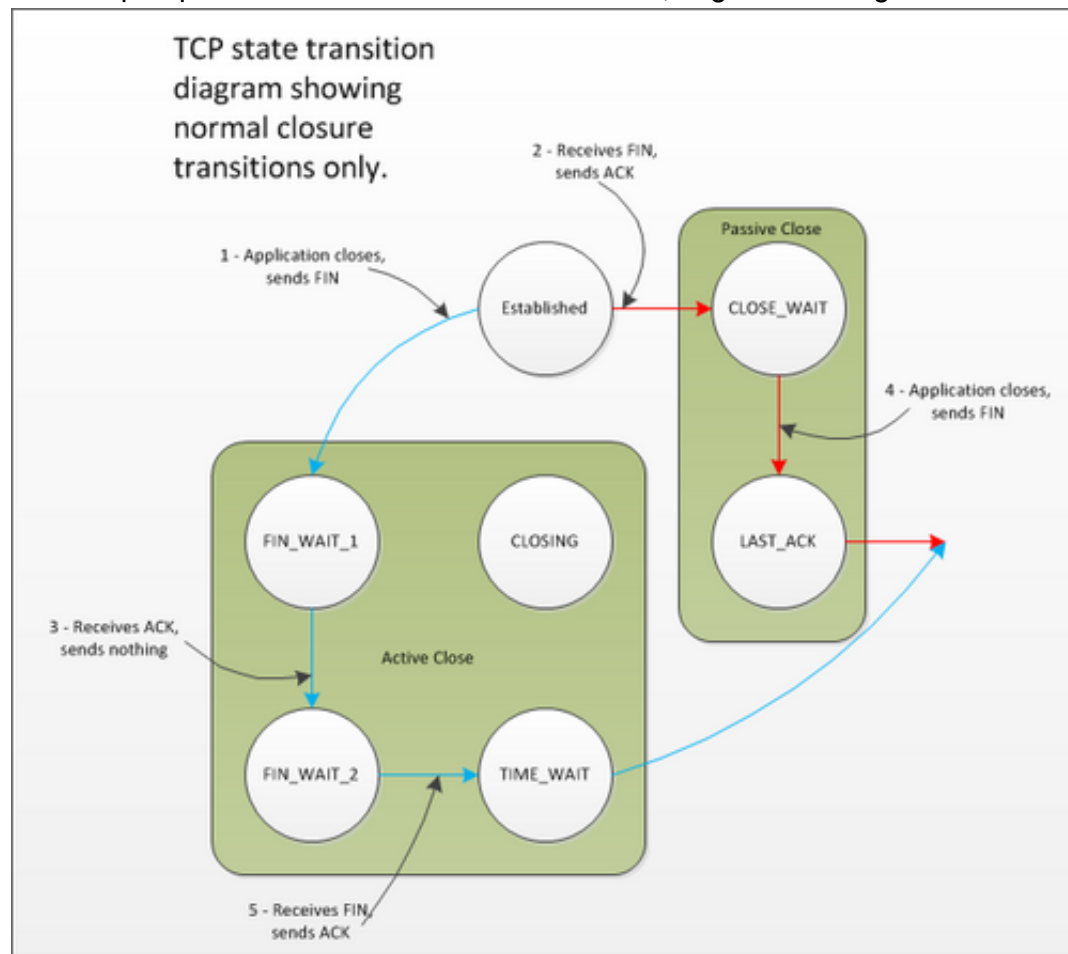 TCP state transition
diagram showing
normal closure
transitions only.
2 - Receives FIN,
sends ACK
Passive Close
1 - Application closes,
sends FIN
Established
CLOSE_WAIT
4 - Application closes,
sends FIN
FIN_WAIT_1
CLOSING
LAST_ACK
3 - Receives ACK,
sends nothing
Active Close
FIN_WAIT_2
TIME_WAIT
5 - Receives FIN,
sends ACK